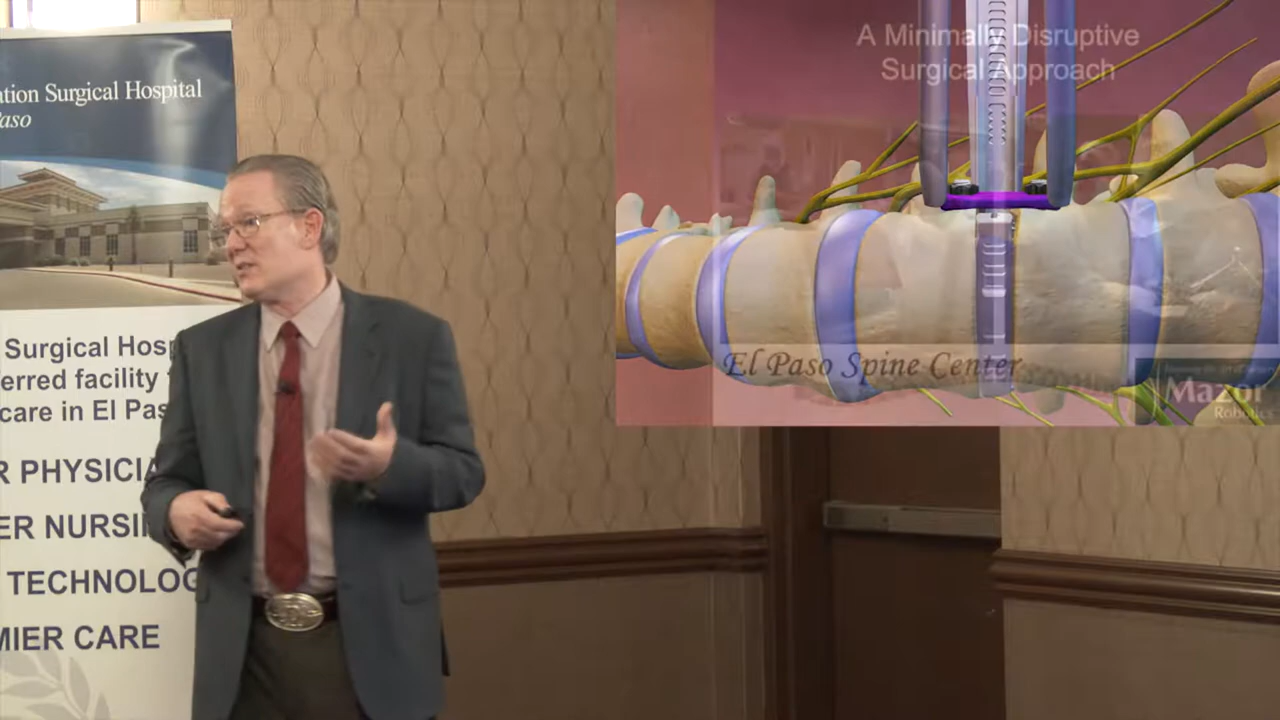 ation Surgical Hospital
aso
Surgical Hosp
erred facility
care in El Pas
R PHYSICIA
ER NURSI
TECHNOLOG
MIER CARE
A Minimally Disruptive
Surgical Approach
El Paso Spine Center
Mazor
Robotics